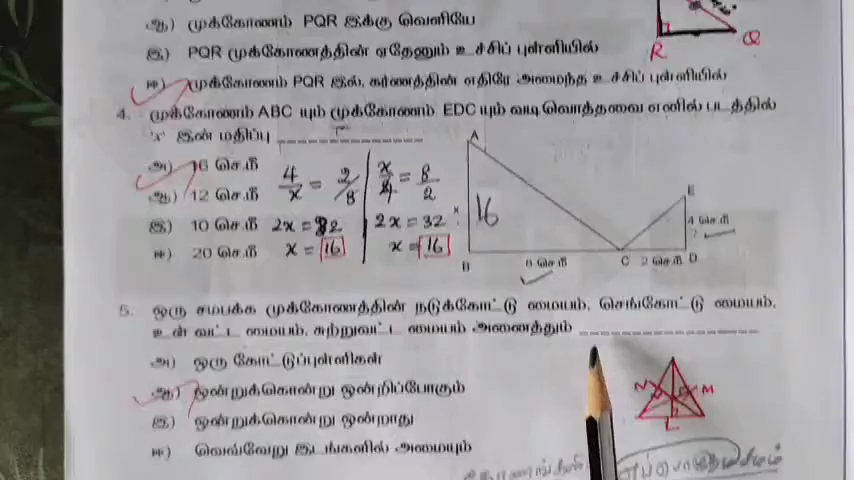 ஆ) முக்கோணம் PQR இக்கு வெளியே
இ) PQR முக்கோணத்தின் ஏதேனும் உச்சிப் புள்ளியில்
ஈ) முக்கோணம் PQR இல், கர்ணத்தின் எதிரே அமைந்த உச்சிப் புள்ளியில்
R Q
4. முக்கோணம் ABC யும் முக்கோணம் EDC யும் வடிவொத்தவை எனில் படத்தில்
'x' இன் மதிப்பு
அ) 16 செ.மீ
ஆ) 12 செ.மீ
இ) 10 செ.மீ
ஈ) 20 செ.மீ
4/x = 2/8
2x = 32
x = 16
x/4 = 8/2
2x = 32
x = 16
A
E
x 16
4 செ.மீ
B 8 செ.மீ C 2 செ.மீ D
5. ஒரு சமபக்க முக்கோணத்தின் நடுக்கோட்டு மையம், செங்கோட்டு மையம்,
உள் வட்ட மையம், சுற்றுவட்ட மையம் அனைத்தும்
அ) ஒரு கோட்டுப்புள்ளிகள்
ஆ) ஒன்றுக்கொன்று ஒன்றிப்போகும்
இ) ஒன்றுக்கொன்று ஒன்றாது
ஈ) வெவ்வேறு இடங்களில் அமையும்
N M
L